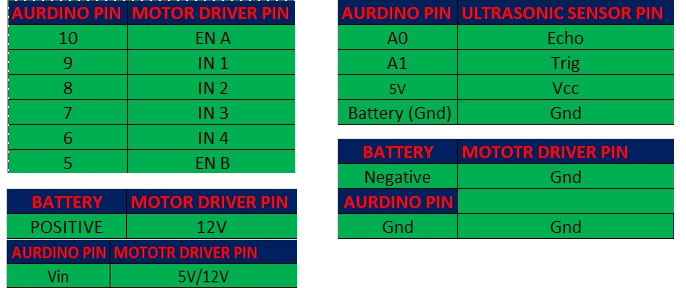 AURDINO PIN MOTOR DRIVER PIN
10 EN A
9 IN 1
8 IN 2
7 IN 3
6 IN 4
5 EN B
BATTERY MOTOR DRIVER PIN
POSITIVE 12V
AURDINO PIN MOTOTR DRIVER PIN
Vin 5V/12V
AURDINO PIN ULTRASONIC SENSOR PIN
A0 Echo
A1 Trig
5V Vcc
Battery (Gnd) Gnd
BATTERY MOTOTR DRIVER PIN
Negative Gnd
AURDINO PIN
Gnd Gnd